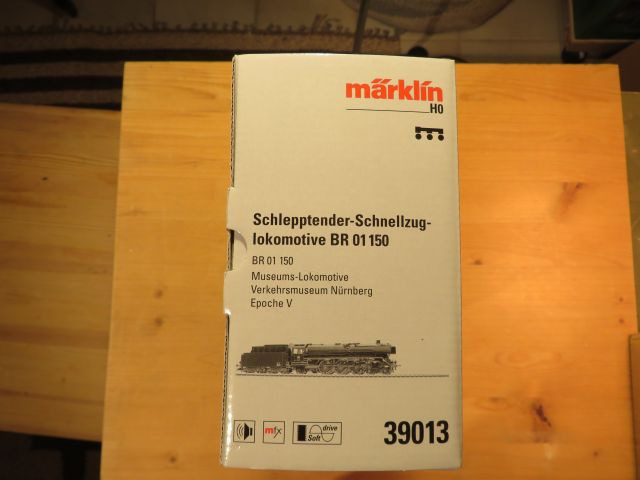 märklin
H0
Schlepptender-Schnellzug-
lokomotive BR 01 150
BR 01 150
Museums-Lokomotive
Verkehrsmuseum Nürnberg
Epoche V
mfx
Soft drive
39013